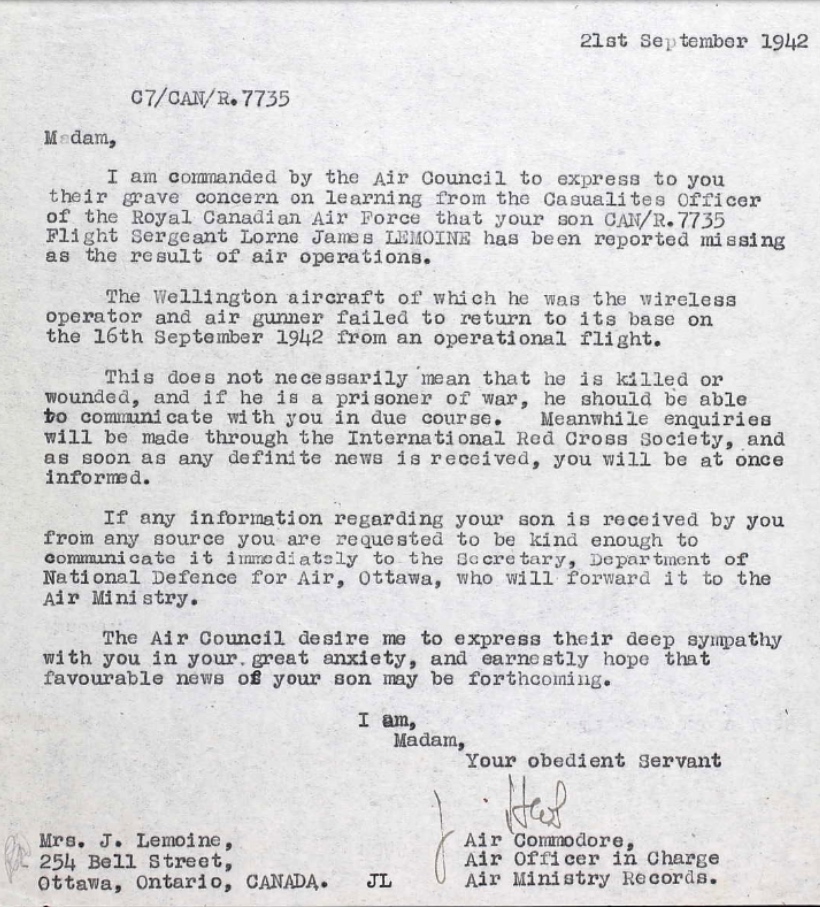 21st September 1942
C7/CAN/R.7735
Madam,
I am commanded by the Air Council to express to you
their grave concern on learning from the Casualites Officer
of the Royal Canadian Air Force that your son CAN/R.7735
Flight Sergeant Lorne James LEMOINE has been reported missing
as the result of air operations.
The Wellington aircraft of which he was the wireless
operator and air gunner failed to return to its base on
the 16th September 1942 from an operational flight.
This does not necessarily mean that he is killed or
wounded, and if he is a prisoner of war, he should be able
to communicate with you in due course. Meanwhile enquiries
will be made through the International Red Cross Society, and
as soon as any definite news is received, you will be at once
informed.
If any information regarding your son is received by you
from any source you are requested to be kind enough to
communicate it immediately to the Secretary, Department of
National Defence for Air, Ottawa, who will forward it to the
Air Ministry.
The Air Council desire me to express their deep sympathy
with you in your great anxiety, and earnestly hope that
favourable news of your son may be forthcoming.
I am,
Madam,
Your obedient Servant
Air Commodore,
Air Officer in Charge
Air Ministry Records.
Mrs. J. Lemoine,
254 Bell Street,
Ottawa, Ontario, CANADA. JL